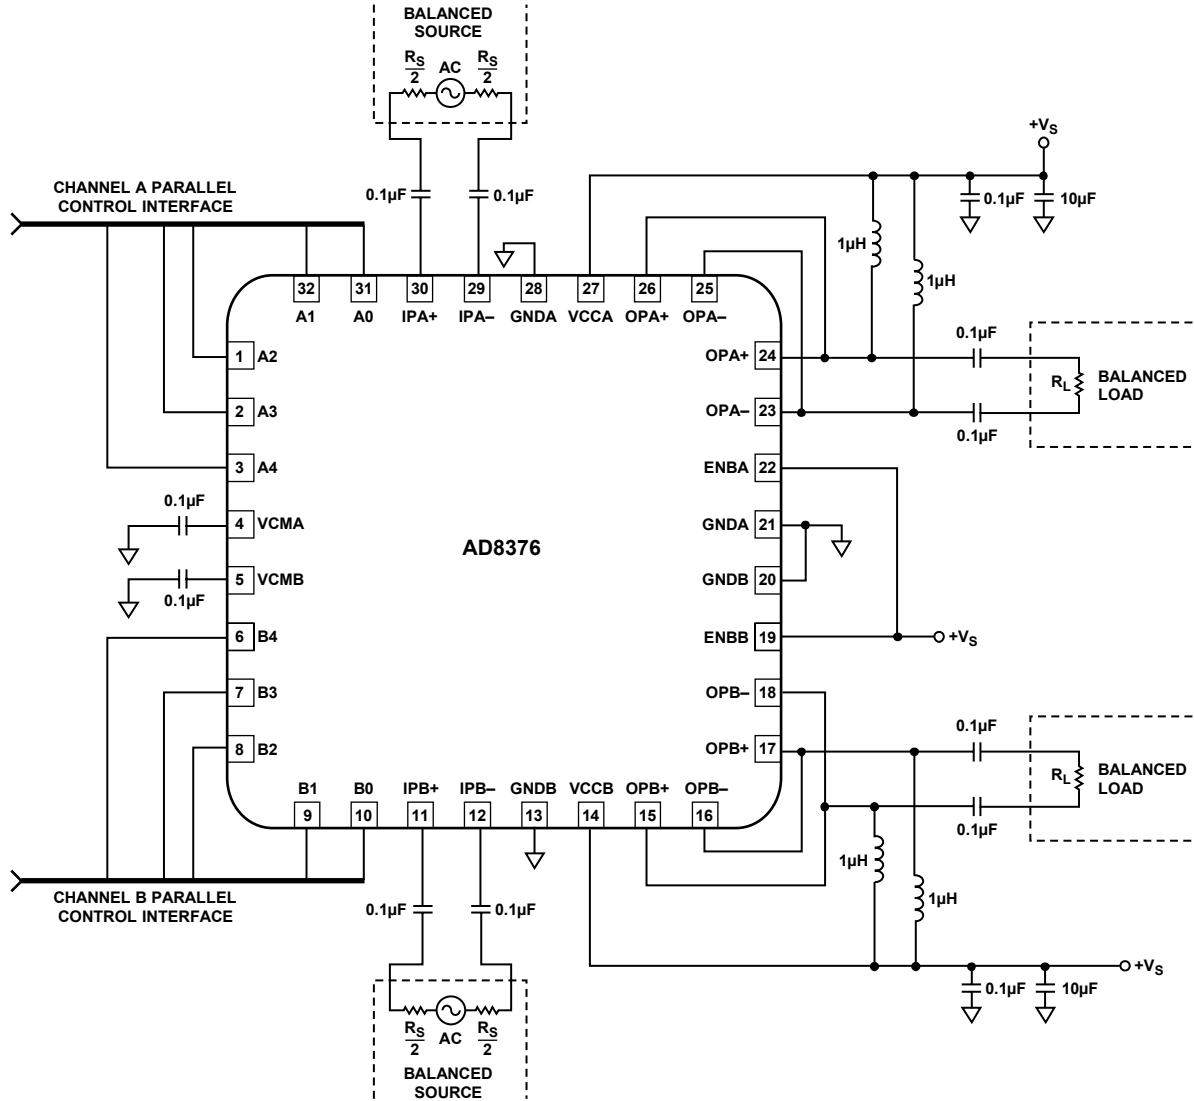 BALANCED
SOURCE
RS/2 AC RS/2
0.1µF 0.1µF
CHANNEL A PARALLEL
CONTROL INTERFACE
+VS
0.1µF 10µF
1µH
1µH
32 31 30 29 28 27 26 25
A1 A0 IPA+ IPA– GNDA VCCA OPA+ OPA–
1 A2
2 A3
3 A4
0.1µF
4 VCMA
5 VCMB
0.1µF
6 B4
7 B3
8 B2
AD8376
OPA+ 24
0.1µF
RL
BALANCED
LOAD
OPA– 23
0.1µF
ENBA 22
GNDA 21
GNDB 20
ENBB 19
+VS
OPB– 18
OPB+ 17
0.1µF
RL
BALANCED
LOAD
0.1µF
B1 B0 IPB+ IPB– GNDB VCCB OPB+ OPB–
9 10 11 12 13 14 15 16
1µH
1µH
CHANNEL B PARALLEL
CONTROL INTERFACE
0.1µF 0.1µF
+VS
0.1µF 10µF
RS/2 AC RS/2
BALANCED
SOURCE